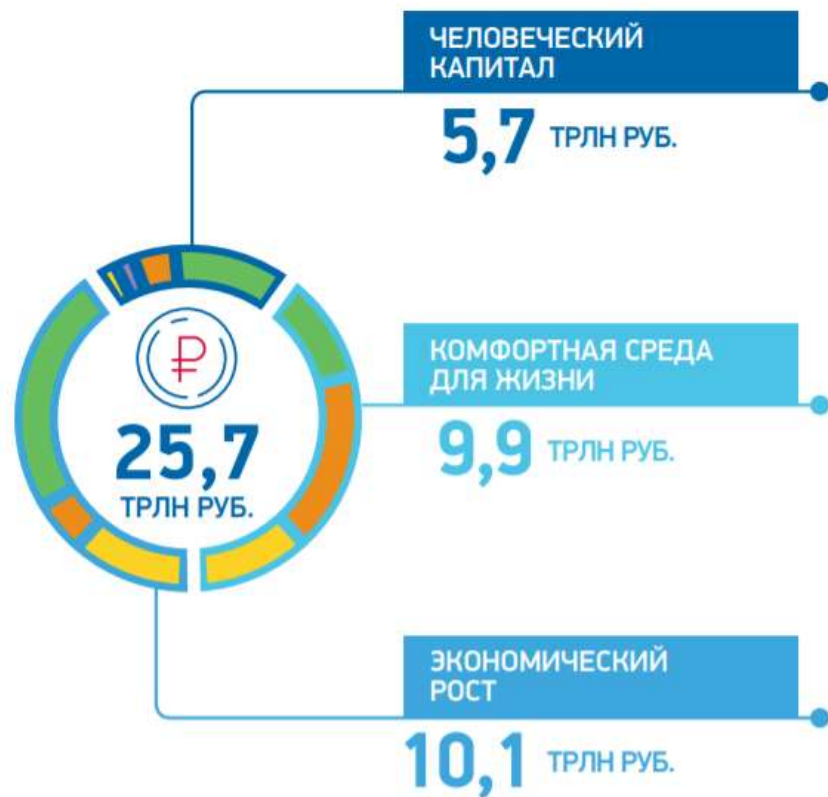 ЧЕЛОВЕЧЕСКИЙ
КАПИТАЛ
5,7 ТРЛН РУБ.
₽
25,7
ТРЛН РУБ.
КОМФОРТНАЯ СРЕДА
ДЛЯ ЖИЗНИ
9,9 ТРЛН РУБ.
ЭКОНОМИЧЕСКИЙ
РОСТ
10,1 ТРЛН РУБ.